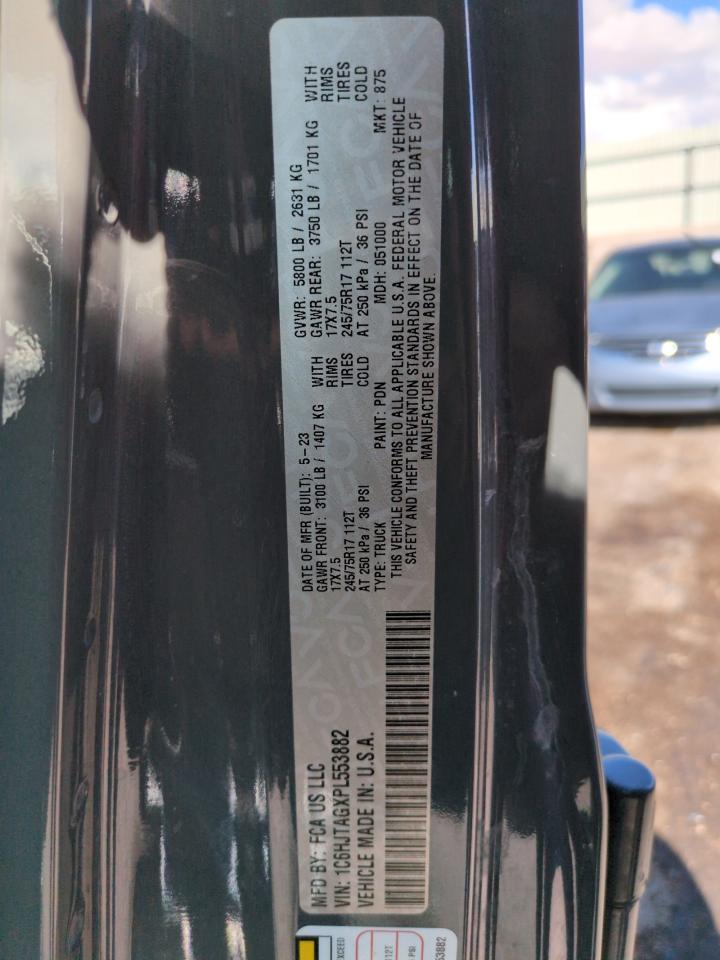 MFD BY: FCA US LLC
VIN: 1C6HJTAGXPL553882
VEHICLE MADE IN: U.S.A.
DATE OF MFR (BUILT): 5-23 GVWR: 5800 LB / 2631 KG
GAWR FRONT: 3100 LB / 1407 KG WITH GAWR REAR: 3750 LB / 1701 KG WITH
17X7.5 RIMS 17X7.5 RIMS
245/75R17 112T TIRES 245/75R17 112T TIRES
AT 250 kPa / 36 PSI COLD AT 250 kPa / 36 PSI COLD
TYPE: TRUCK PAINT: PDN MDH: 051000 MKT: 875
THIS VEHICLE CONFORMS TO ALL APPLICABLE U.S.A. FEDERAL MOTOR VEHICLE
SAFETY AND THEFT PREVENTION STANDARDS IN EFFECT ON THE DATE OF
MANUFACTURE SHOWN ABOVE.
EXCEED
112T
PSI
553882